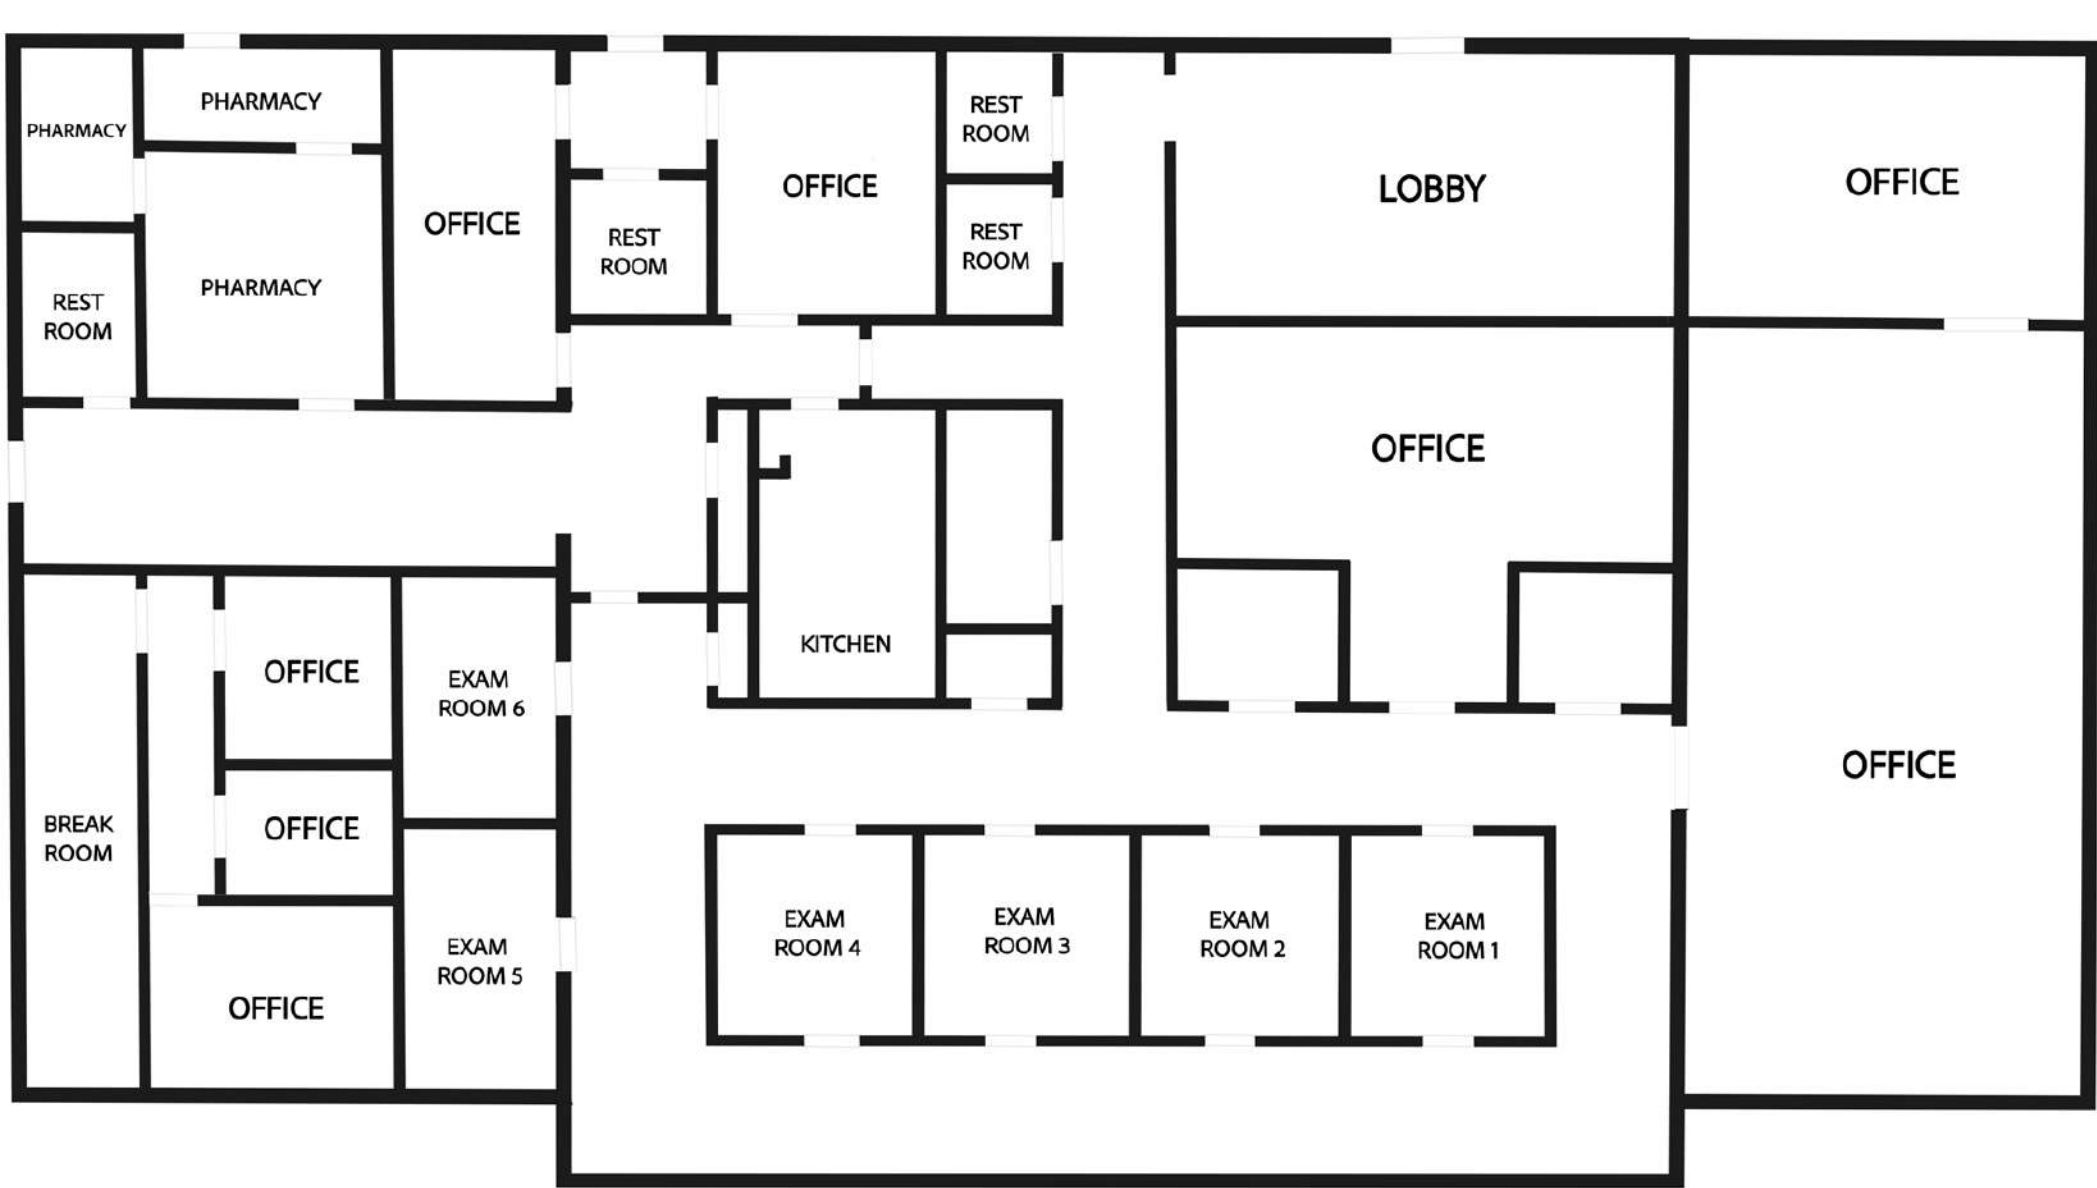 PHARMACY
PHARMACY
PHARMACY
REST
ROOM
OFFICE
REST
ROOM
OFFICE
REST
ROOM
REST
ROOM
LOBBY
OFFICE
OFFICE
KITCHEN
OFFICE
OFFICE
EXAM
ROOM 6
BREAK
ROOM
OFFICE
OFFICE
EXAM
ROOM 5
EXAM
ROOM 4
EXAM
ROOM 3
EXAM
ROOM 2
EXAM
ROOM 1